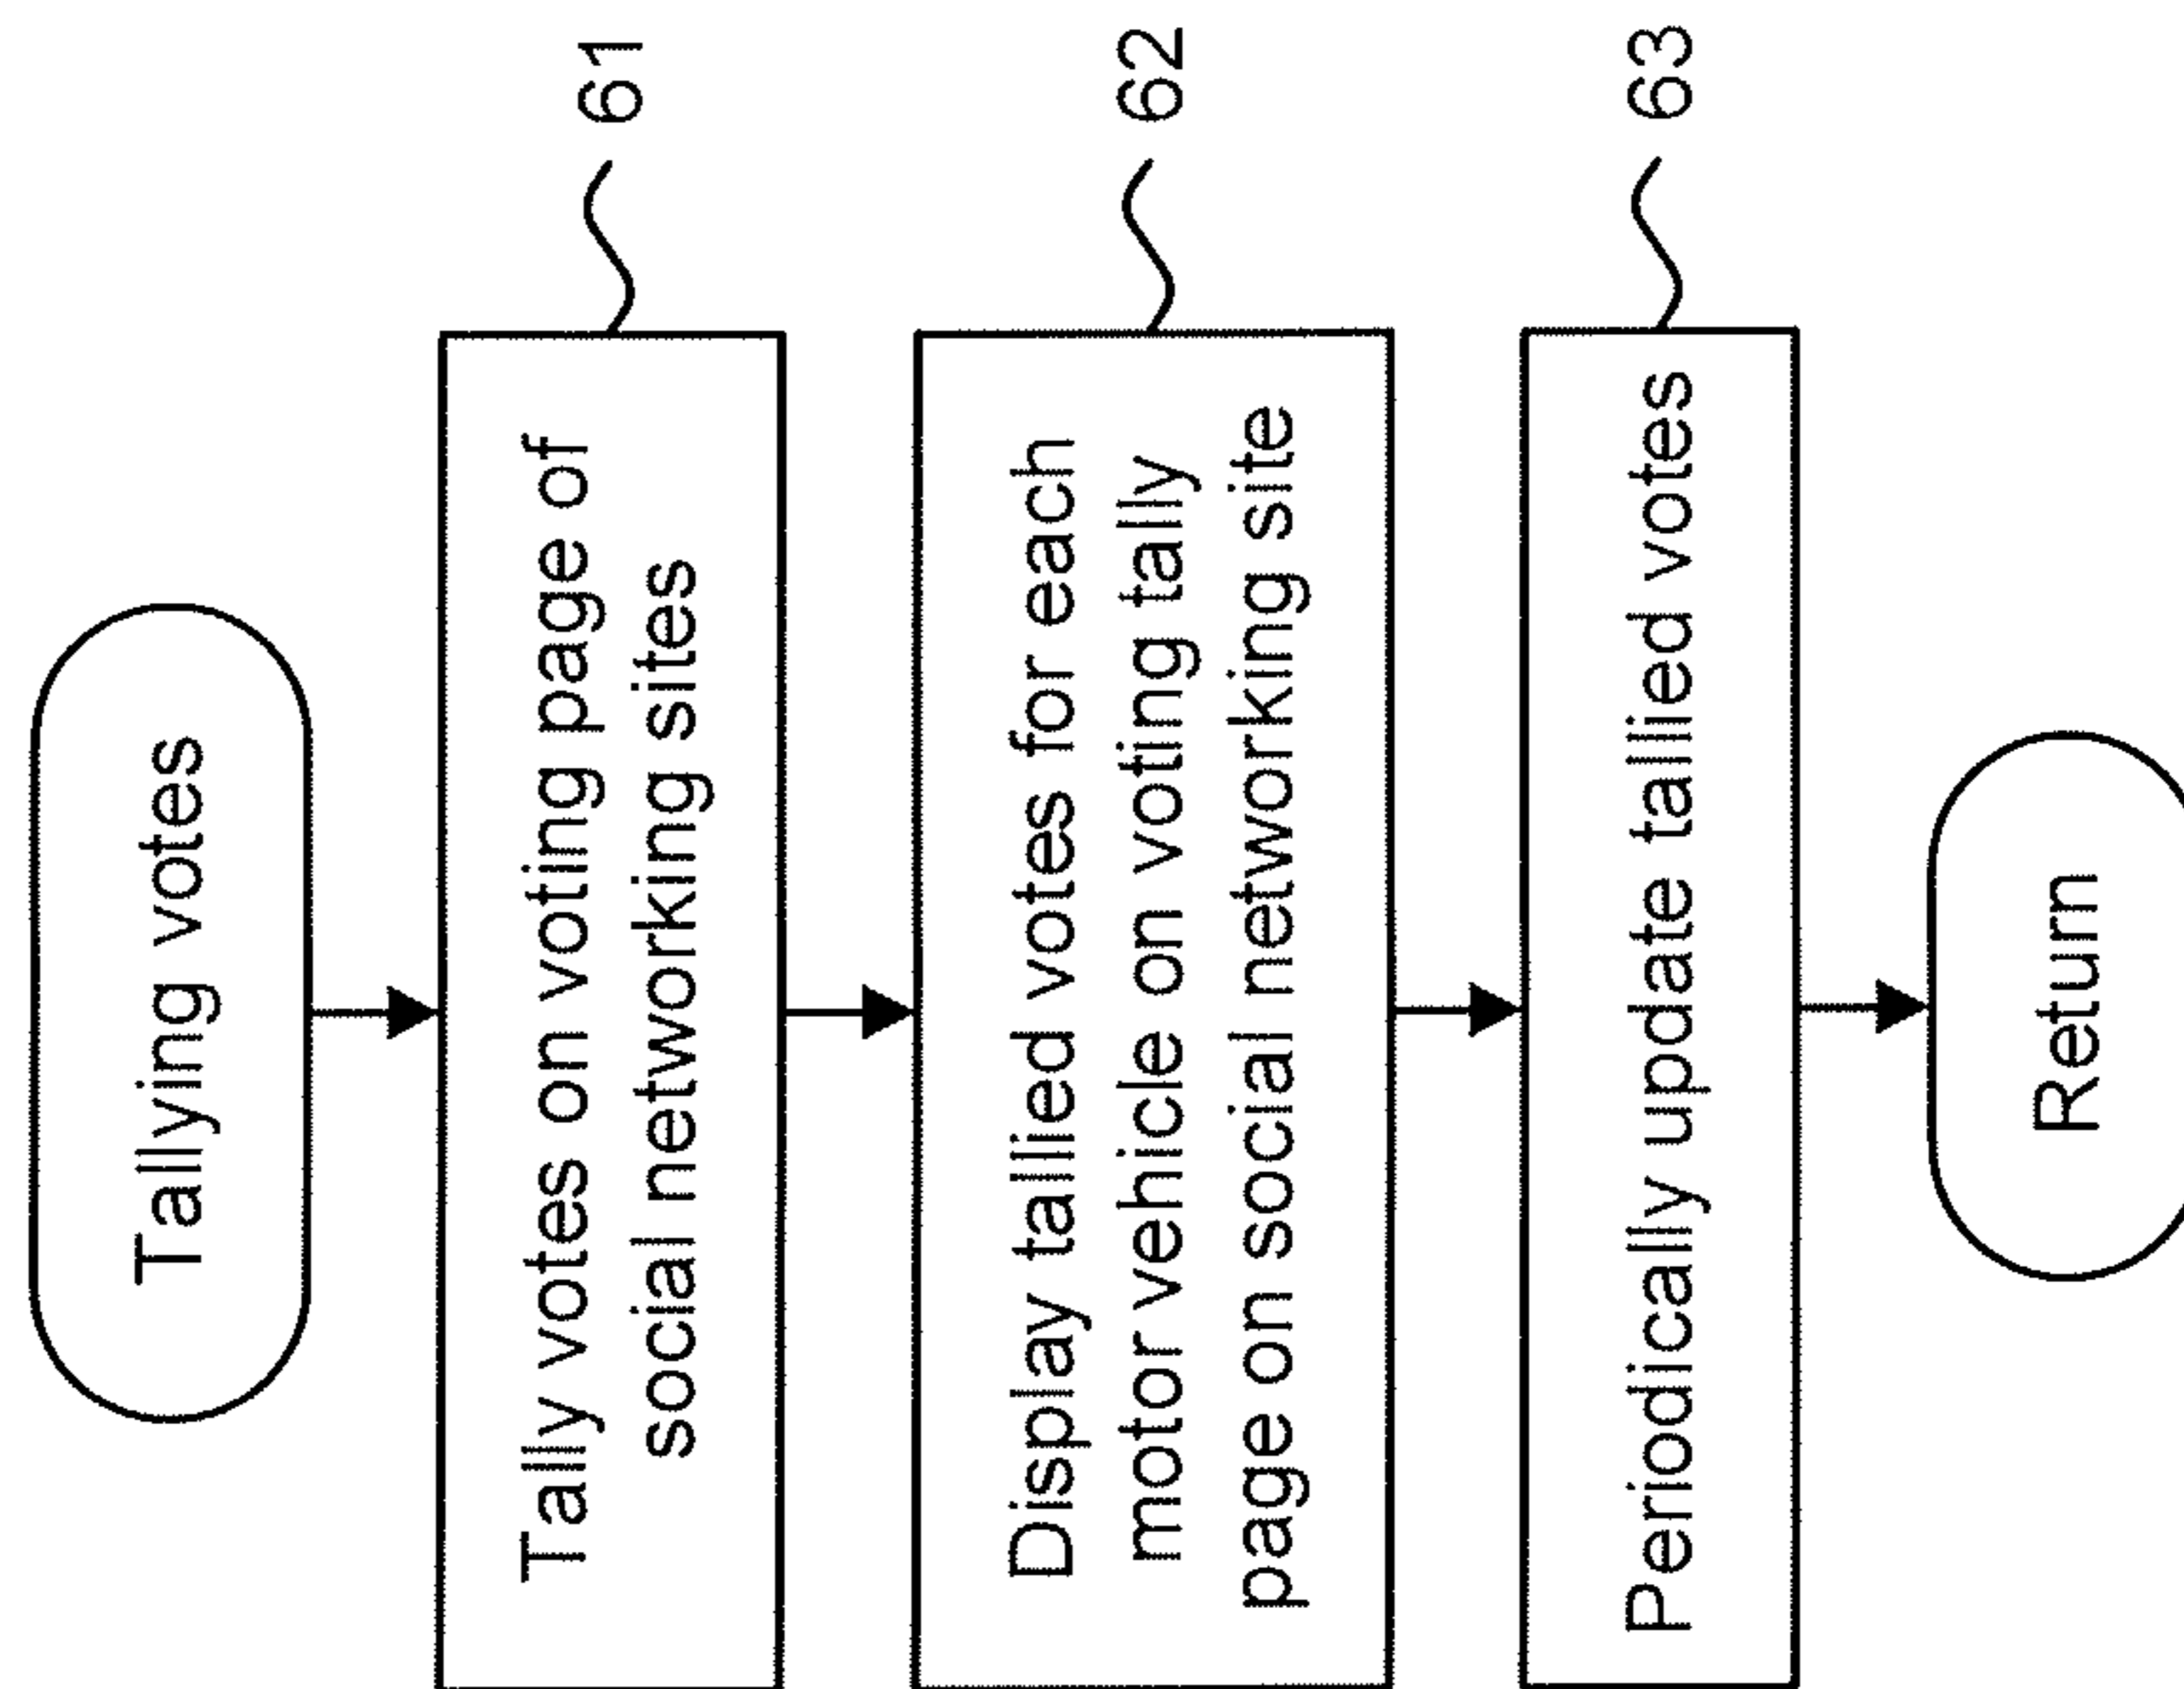 Tallying votes
Tally votes on voting page of
social networking sites
61
Display tallied votes for each
motor vehicle on voting tally
page on social networking site
62
Periodically update tallied votes
63
Return